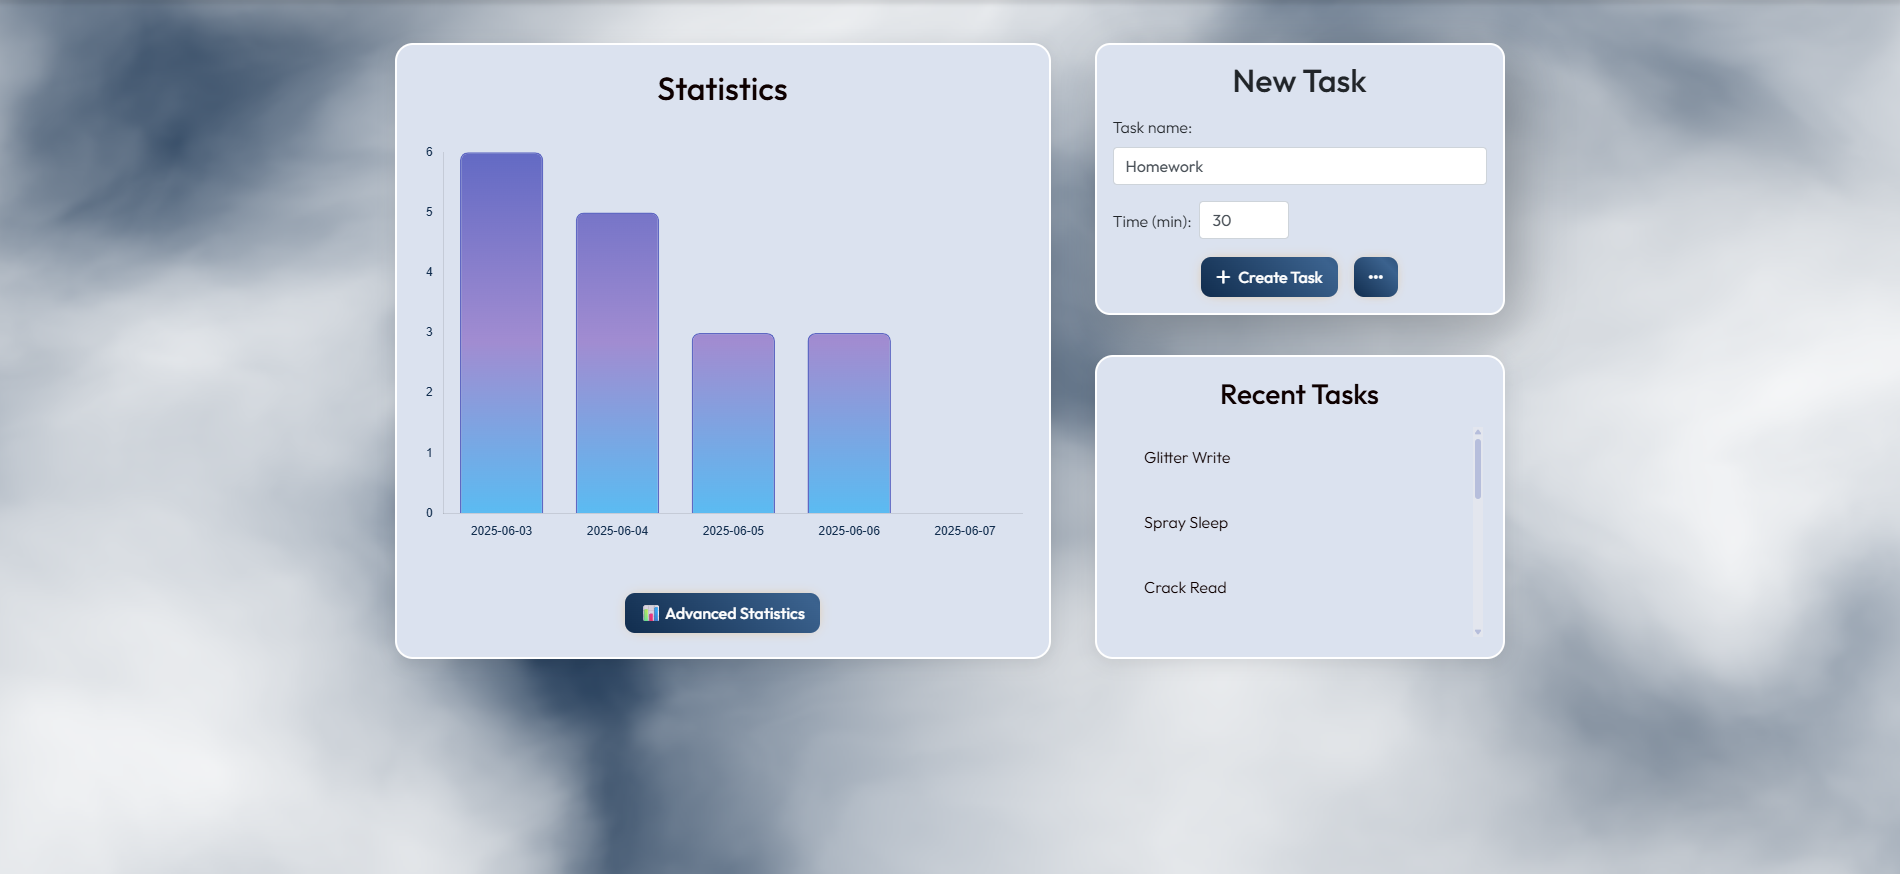 Statistics
6
5
4
3
2
1
0
2025-06-03 2025-06-04 2025-06-05 2025-06-06 2025-06-07
Advanced Statistics
New Task
Task name:
Homework
Time (min): 30
+ Create Task •••
Recent Tasks
Glitter Write
Spray Sleep
Crack Read